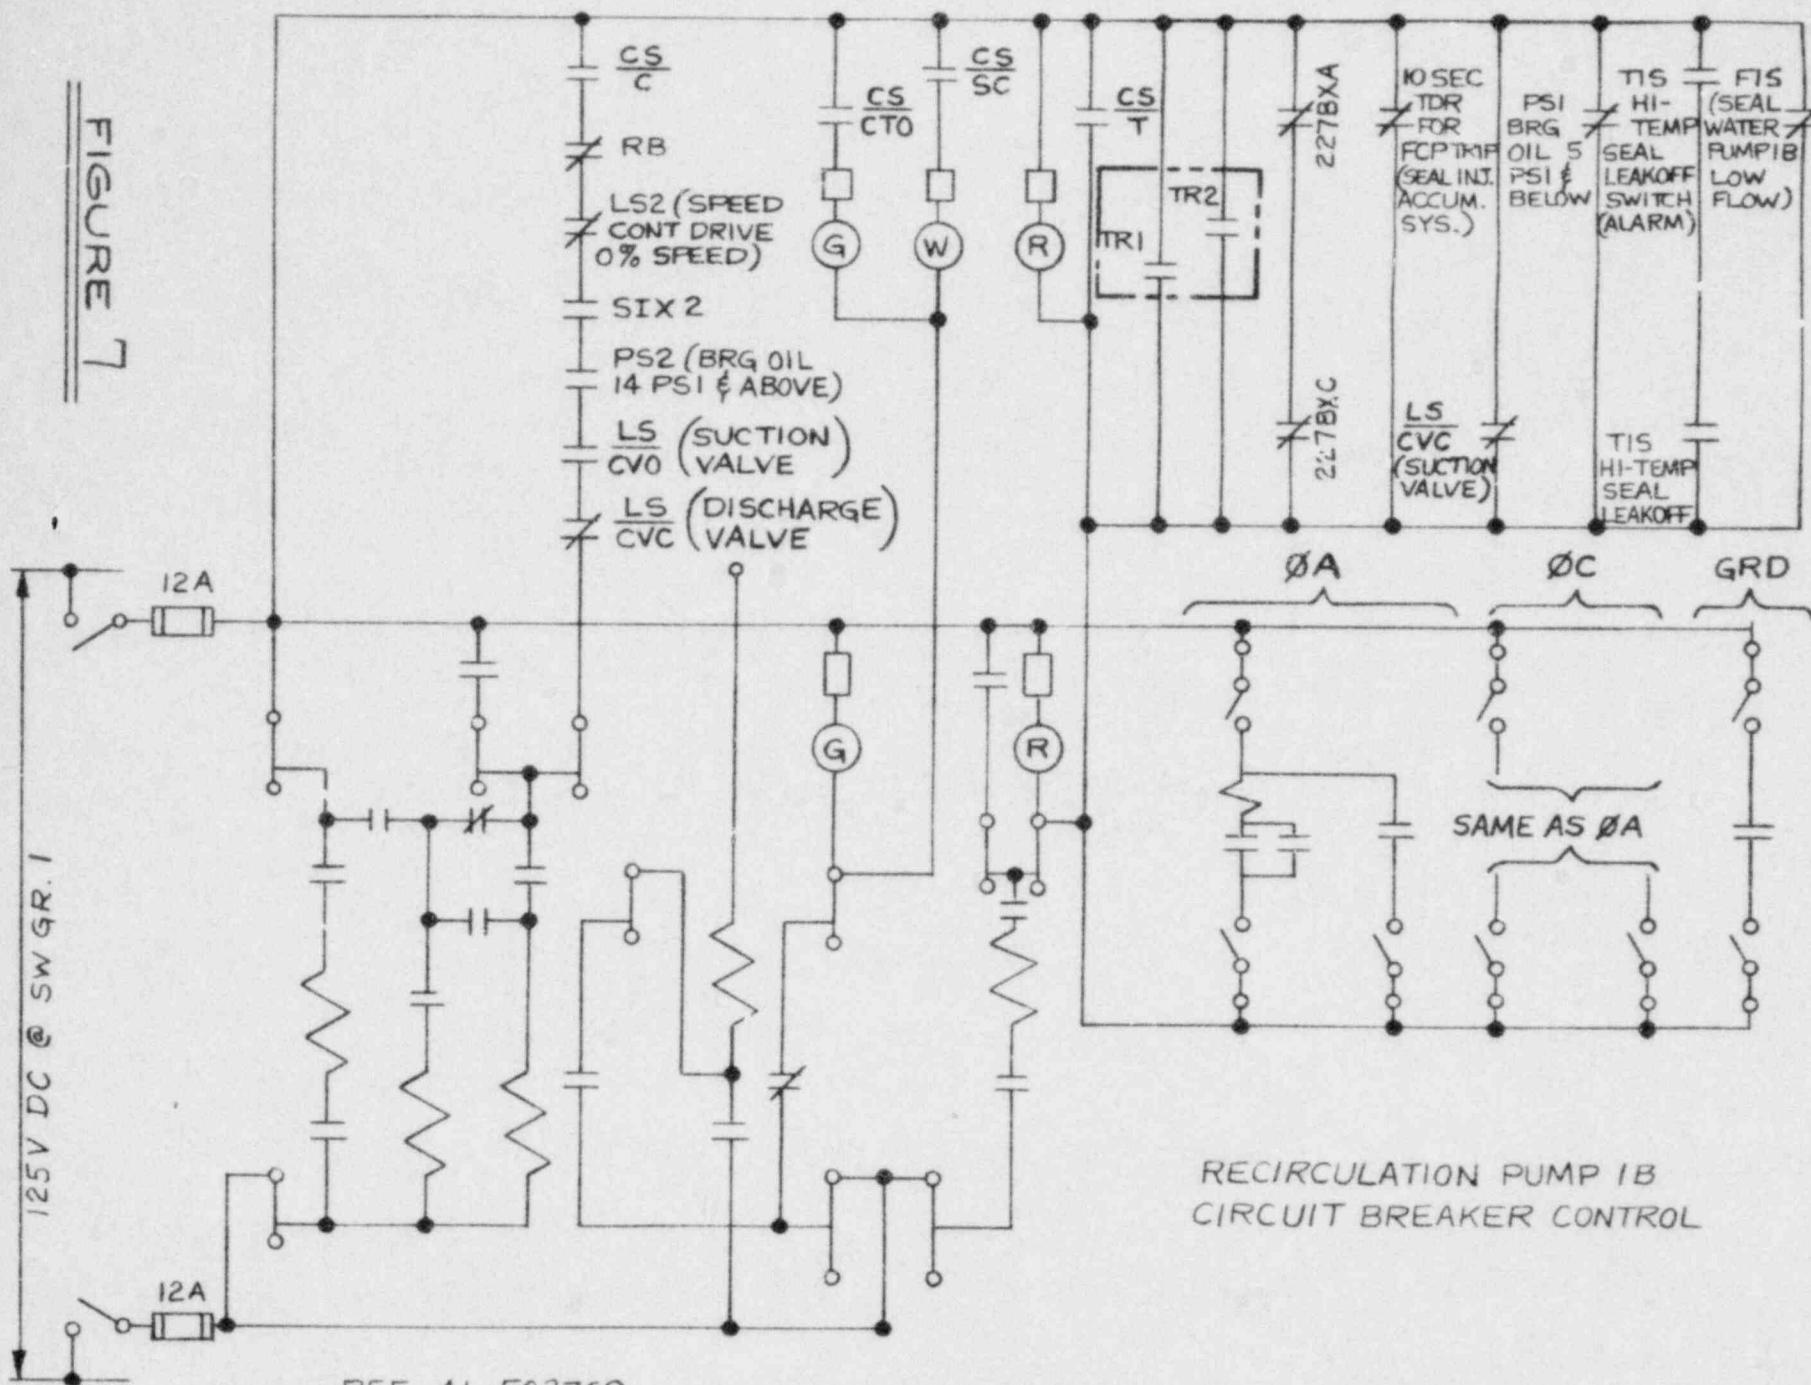 FIGURE 7
CS
C
RB
LS2 (SPEED
CONT DRIVE
0% SPEED)
SIX 2
PS2 (BRG OIL
14 PSI & ABOVE)
LS
CVO
(SUCTION
VALVE)
LS
CVC
(DISCHARGE)
VALVE
CS
CTO
G
CS
SC
W
R
CS
T
TR1
TR2
227BXA
227BXC
10 SEC
TDR
FOR
FCP TRIP
(SEAL INJ.
ACCUM.
SYS.)
LS
CVC
(SUCTION
VALVE)
PSI
BRG
OIL 5
PSI &
BELOW
TIS
HI-
TEMP
SEAL
LEAKOFF
SWITCH
(ALARM)
TIS
HI-TEMP
SEAL
LEAKOFF
FIS
(SEAL
WATER
PUMP 1B
LOW
FLOW)
125V DC @ SW GR. 1
12A
12A
G
R
ØA
ØC
GRD
SAME AS ØA
RECIRCULATION PUMP 1B
CIRCUIT BREAKER CONTROL